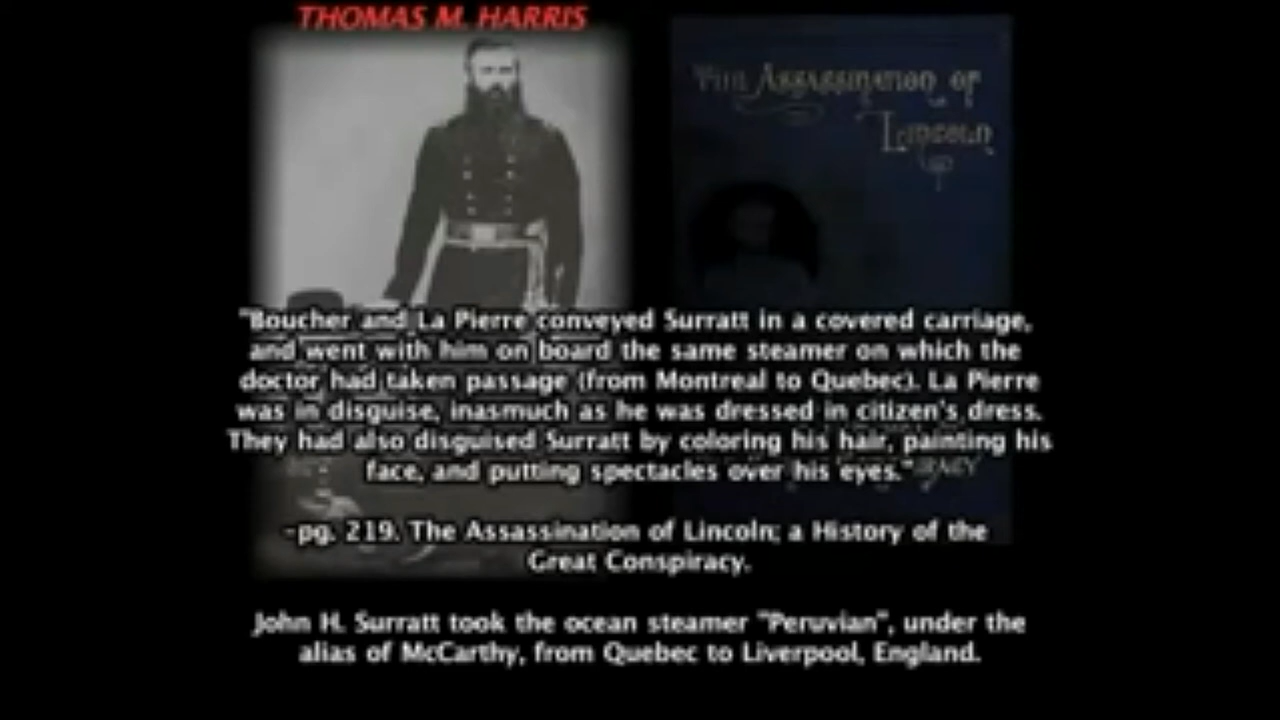 THOMAS M. HARRIS
THE ASSASSINATION OF
LINCOLN
"Boucher and La Pierre conveyed Surratt in a covered carriage,
and went with him on board the same steamer on which the
doctor had taken passage (from Montreal to Quebec). La Pierre
was in disguise, inasmuch as he was dressed in citizen's dress.
They had also disguised Surratt by coloring his hair, painting his
face, and putting spectacles over his eyes."
-pg. 219. The Assassination of Lincoln; a History of the
Great Conspiracy.
John H. Surratt took the ocean steamer "Peruvian", under the
alias of McCarthy, from Quebec to Liverpool, England.